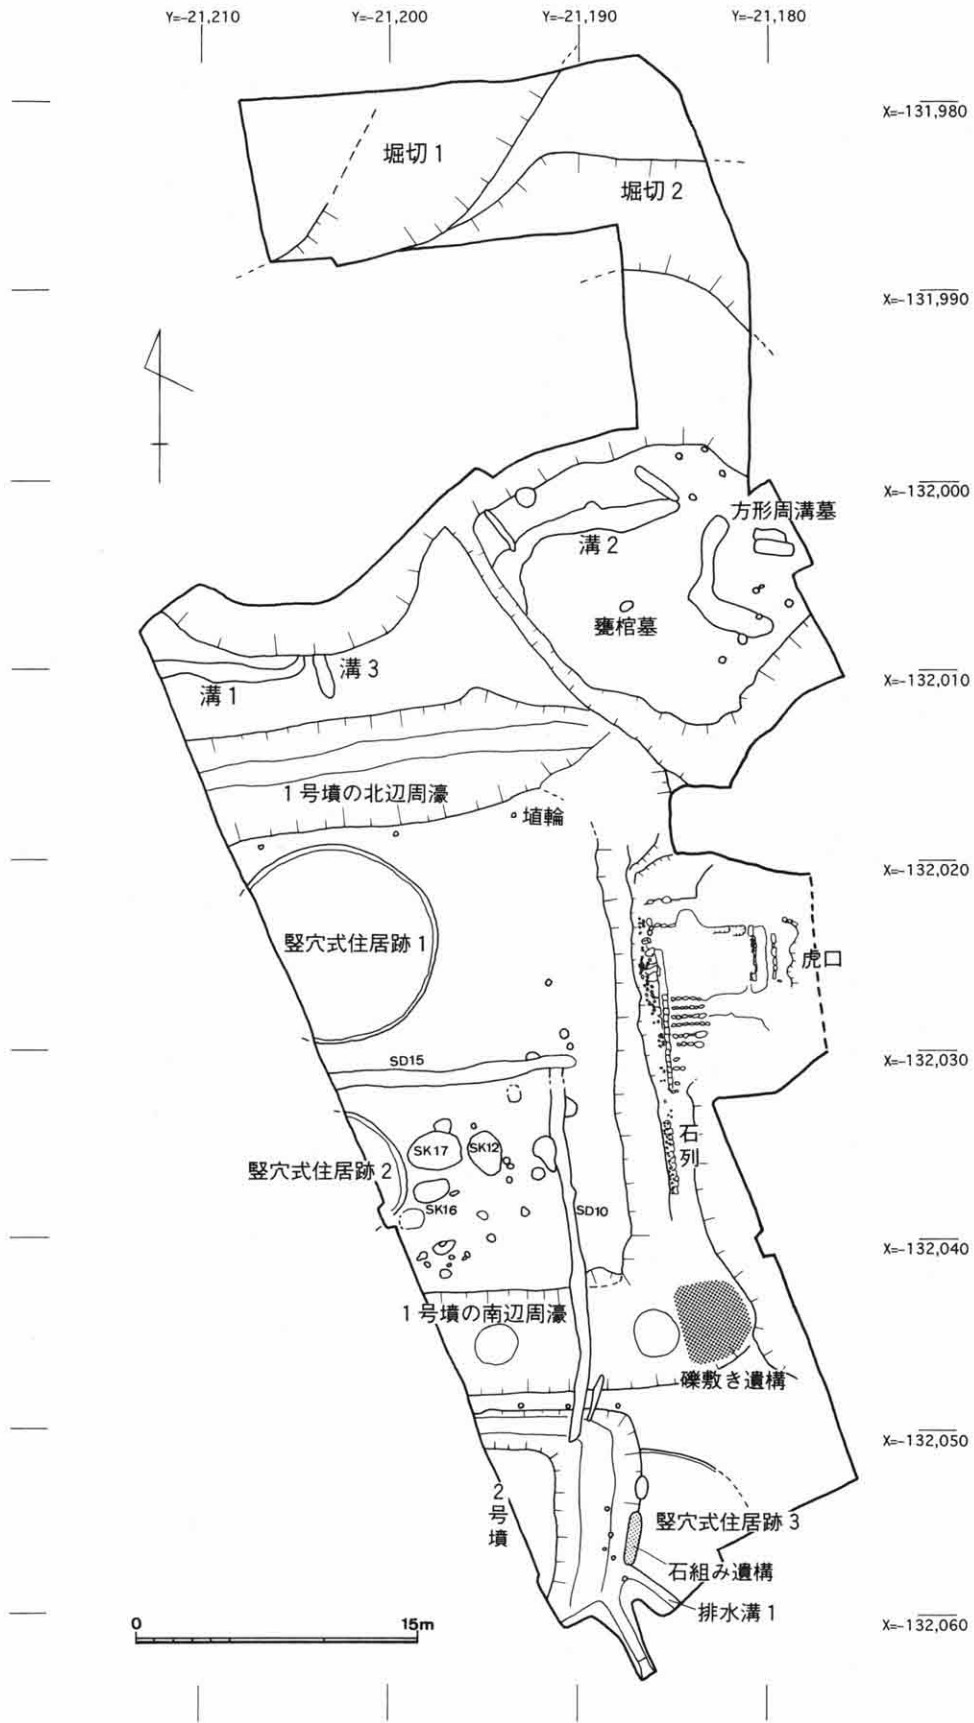 Y=-21,210
Y=-21,200
Y=-21,190
Y=-21,180
X=-131,980
堀切1
堀切2
X=-131,990
X=-132,000
方形周溝墓
溝2
甕棺墓
溝3
X=-132,010
溝1
1号墳の北辺周濠
埴輪
X=-132,020
竪穴式住居跡1
虎口
SD15
X=-132,030
石列
SK17
SK12
竪穴式住居跡2
SK16
SD10
X=-132,040
1号墳の南辺周濠
礫敷き遺構
X=-132,050
2号墳
竪穴式住居跡3
石組み遺構
排水溝1
0
15m
X=-132,060